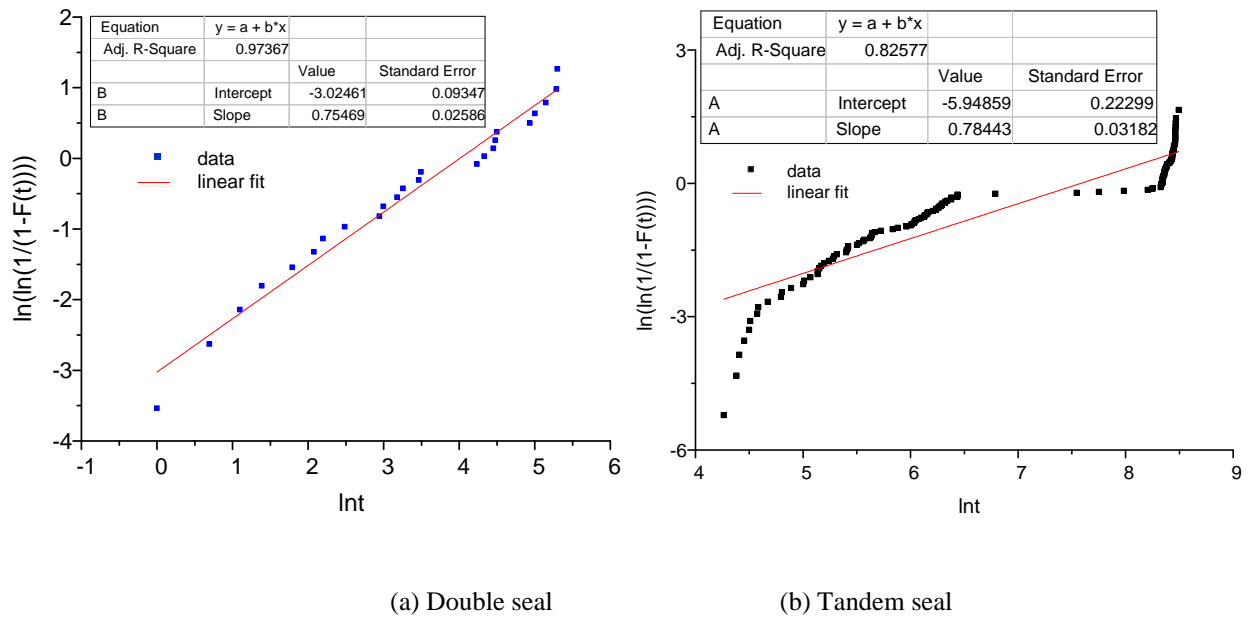 Equation y = a + b*x
Adj. R-Square 0.97367
Value Standard Error
B Intercept -3.02461 0.09347
B Slope 0.75469 0.02586
data
linear fit
2
1
0
-1
-2
-3
-4
ln(ln(1/(1-F(t))))
-1 0 1 2 3 4 5 6
lnt
Equation y = a + b*x
Adj. R-Square 0.82577
Value Standard Error
A Intercept -5.94859 0.22299
A Slope 0.78443 0.03182
data
linear fit
3
0
-3
-6
ln(ln(1/(1-F(t))))
4 5 6 7 8 9
lnt
(a) Double seal (b) Tandem seal